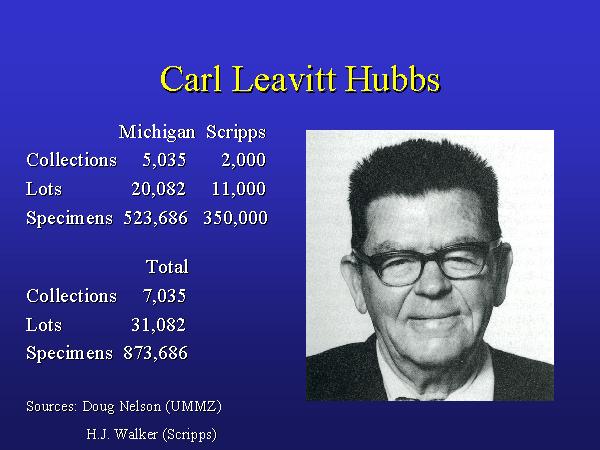 Carl Leavitt Hubbs
Michigan Scripps
Collections 5,035 2,000
Lots 20,082 11,000
Specimens 523,686 350,000
Total
Collections 7,035
Lots 31,082
Specimens 873,686
Sources: Doug Nelson (UMMZ)
H.J. Walker (Scripps)